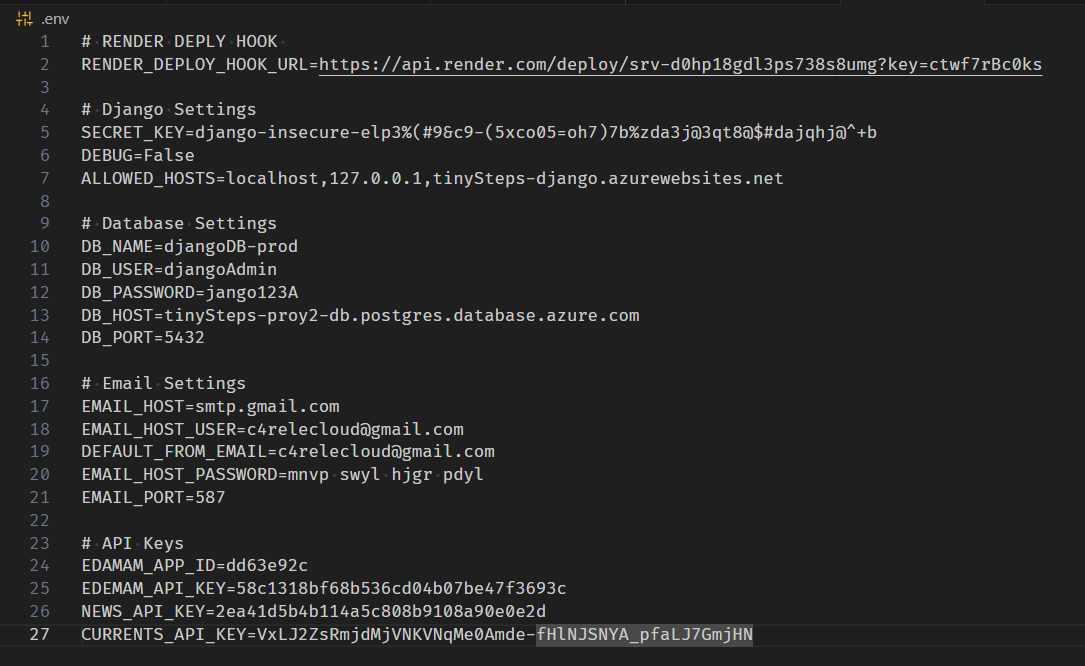 .env
1 # RENDER DEPLY HOOK
2 RENDER_DEPLOY_HOOK_URL=https://api.render.com/deploy/srv-d0hp18gdl3ps738s8umg?key=ctwf7rBc0ks
3
4 # Django Settings
5 SECRET_KEY=django-insecure-elp3%(#9&c9-(5xco05=oh7)7b%zda3j@3qt8@$#dajqhj@^+b
6 DEBUG=False
7 ALLOWED_HOSTS=localhost,127.0.0.1,tinySteps-django.azurewebsites.net
8
9 # Database Settings
10 DB_NAME=djangoDB-prod
11 DB_USER=djangoAdmin
12 DB_PASSWORD=jango123A
13 DB_HOST=tinySteps-proy2-db.postgres.database.azure.com
14 DB_PORT=5432
15
16 # Email Settings
17 EMAIL_HOST=smtp.gmail.com
18 EMAIL_HOST_USER=c4relecloud@gmail.com
19 DEFAULT_FROM_EMAIL=c4relecloud@gmail.com
20 EMAIL_HOST_PASSWORD=mnvp swyl hjgr pdyl
21 EMAIL_PORT=587
22
23 # API Keys
24 EDAMAM_APP_ID=dd63e92c
25 EDEMAM_API_KEY=58c1318bf68b536cd04b07be47f3693c
26 NEWS_API_KEY=2ea41d5b4b114a5c808b9108a90e0e2d
27 CURRENTS_API_KEY=VxLJ2ZsRmjdMjVNKVNqMe0Amde-fHlNJSNYA_pfaLJ7GmjHN